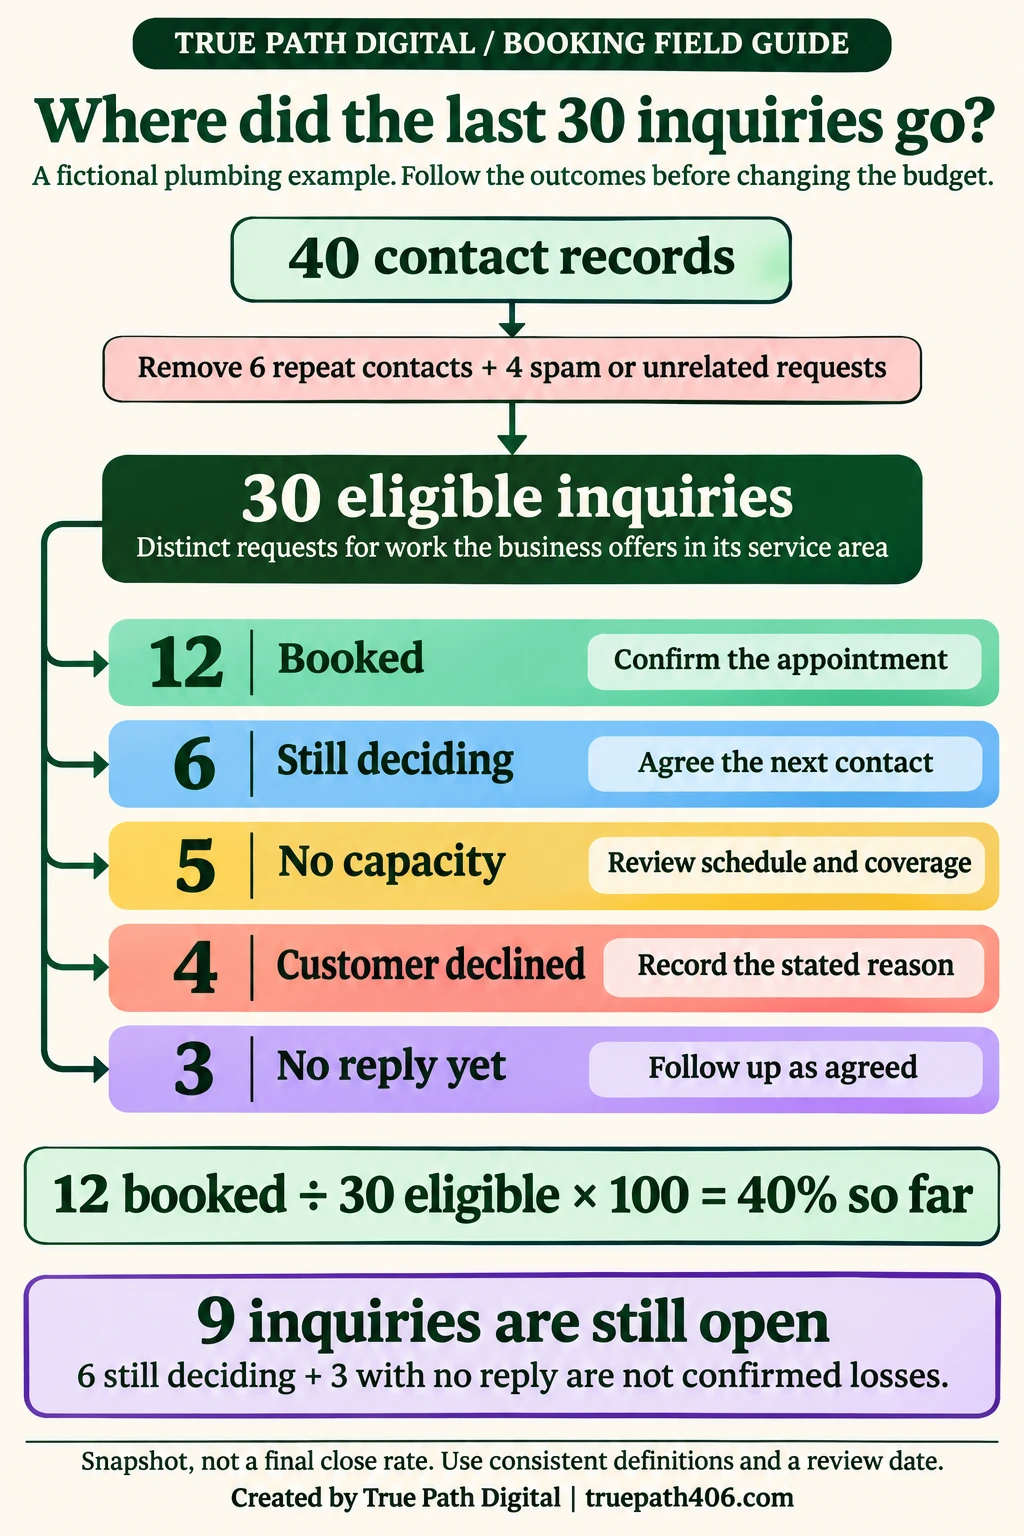 TRUE PATH DIGITAL / BOOKING FIELD GUIDE
Where did the last 30 inquiries go?
A fictional plumbing example. Follow the outcomes before changing the budget.
40 contact records
Remove 6 repeat contacts + 4 spam or unrelated requests
30 eligible inquiries
Distinct requests for work the business offers in its service area
12 | Booked Confirm the appointment
6 | Still deciding Agree the next contact
5 | No capacity Review schedule and coverage
4 | Customer declined Record the stated reason
3 | No reply yet Follow up as agreed
12 booked ÷ 30 eligible × 100 = 40% so far
9 inquiries are still open
6 still deciding + 3 with no reply are not confirmed losses.
Snapshot, not a final close rate. Use consistent definitions and a review date.
Created by True Path Digital | truepath406.com